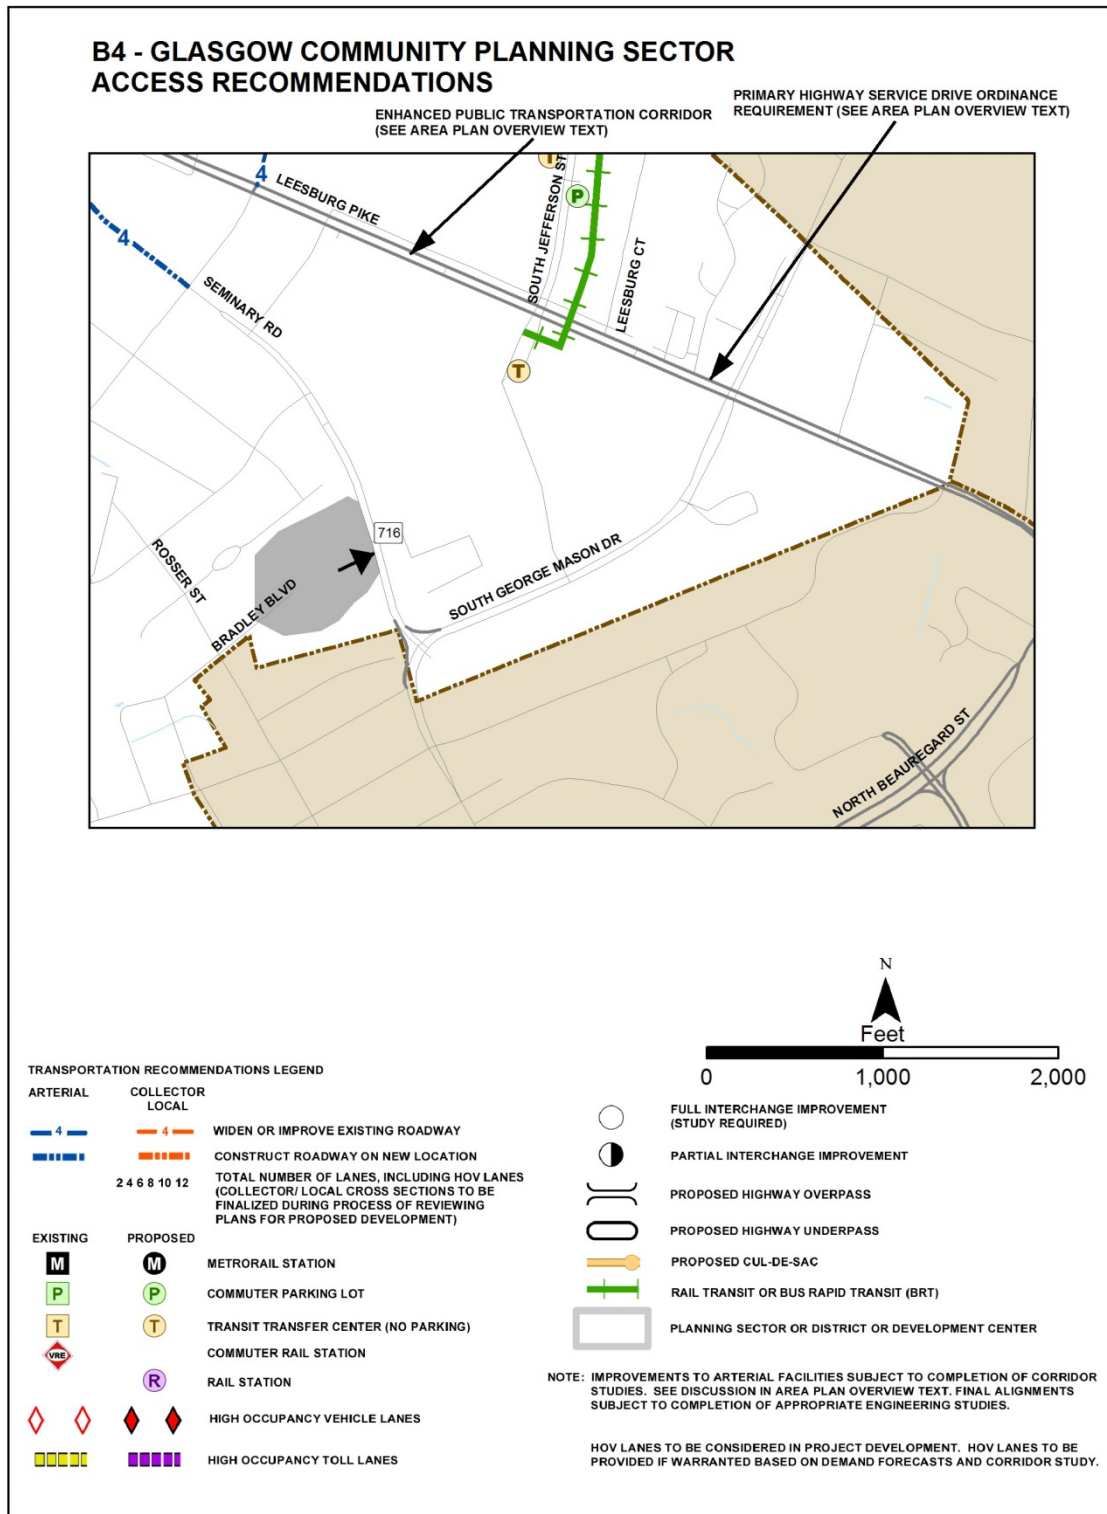 B4 - GLASGOW COMMUNITY PLANNING SECTOR
ACCESS RECOMMENDATIONS
ENHANCED PUBLIC TRANSPORTATION CORRIDOR
(SEE AREA PLAN OVERVIEW TEXT)
PRIMARY HIGHWAY SERVICE DRIVE ORDINANCE
REQUIREMENT (SEE AREA PLAN OVERVIEW TEXT)
4
LEESBURG PIKE
SOUTH JEFFERSON ST
T
P
LEESBURG CT
4
SEMINARY RD
T
716
ROSSER ST
BRADLEY BLVD
SOUTH GEORGE MASON DR
NORTH BEAUREGARD ST
N
Feet
0 1,000 2,000
TRANSPORTATION RECOMMENDATIONS LEGEND
ARTERIAL
COLLECTOR
LOCAL
4 4 WIDEN OR IMPROVE EXISTING ROADWAY
CONSTRUCT ROADWAY ON NEW LOCATION
2 4 6 8 10 12
TOTAL NUMBER OF LANES, INCLUDING HOV LANES
(COLLECTOR/ LOCAL CROSS SECTIONS TO BE
FINALIZED DURING PROCESS OF REVIEWING
PLANS FOR PROPOSED DEVELOPMENT)
EXISTING PROPOSED
M M METRORAIL STATION
P P COMMUTER PARKING LOT
T T TRANSIT TRANSFER CENTER (NO PARKING)
VRE COMMUTER RAIL STATION
R RAIL STATION
HIGH OCCUPANCY VEHICLE LANES
HIGH OCCUPANCY TOLL LANES
FULL INTERCHANGE IMPROVEMENT
(STUDY REQUIRED)
PARTIAL INTERCHANGE IMPROVEMENT
PROPOSED HIGHWAY OVERPASS
PROPOSED HIGHWAY UNDERPASS
PROPOSED CUL-DE-SAC
RAIL TRANSIT OR BUS RAPID TRANSIT (BRT)
PLANNING SECTOR OR DISTRICT OR DEVELOPMENT CENTER
NOTE: IMPROVEMENTS TO ARTERIAL FACILITIES SUBJECT TO COMPLETION OF CORRIDOR
STUDIES. SEE DISCUSSION IN AREA PLAN OVERVIEW TEXT. FINAL ALIGNMENTS
SUBJECT TO COMPLETION OF APPROPRIATE ENGINEERING STUDIES.
HOV LANES TO BE CONSIDERED IN PROJECT DEVELOPMENT. HOV LANES TO BE
PROVIDED IF WARRANTED BASED ON DEMAND FORECASTS AND CORRIDOR STUDY.